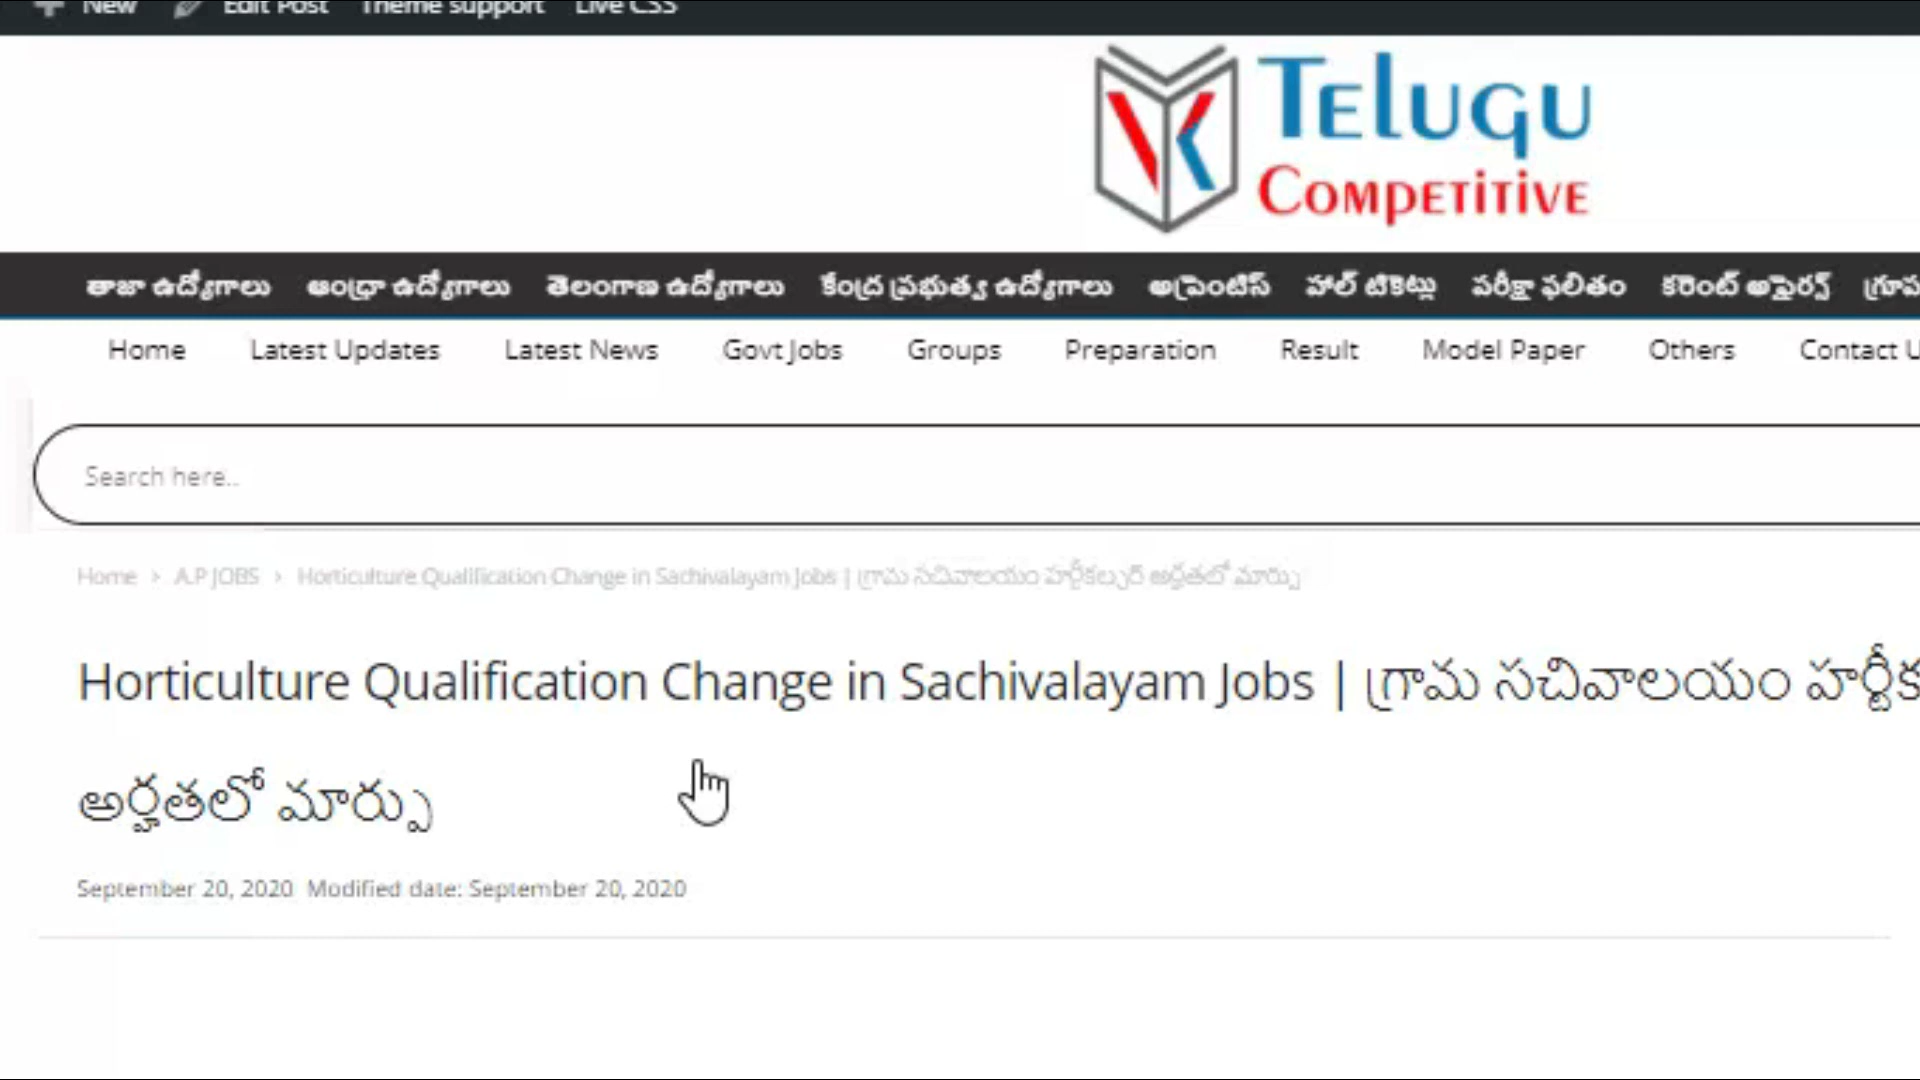 New Edit Post Theme support Live CSS
TELUGU
COMPETITIVE
తాజా ఉద్యోగాలు ఆంధ్రా ఉద్యోగాలు తెలంగాణ ఉద్యోగాలు కేంద్ర ప్రభుత్వ ఉద్యోగాలు అప్రెంటిస్ హాల్ టికెట్లు పరీక్షా ఫలితం కరెంట్ అఫైర్స్
Home Latest Updates Latest News Govt Jobs Groups Preparation Result Model Paper Others Contact U
Search here..
Home > A.P JOBS > Horticulture Qualification Change in Sachivalayam Jobs | గ్రామ సచివాలయం హర్టీకల్చర్ అర్హతలో మార్పు
Horticulture Qualification Change in Sachivalayam Jobs | గ్రామ సచివాలయం హర్టీక
అర్హతలో మార్పు
September 20, 2020 Modified date: September 20, 2020